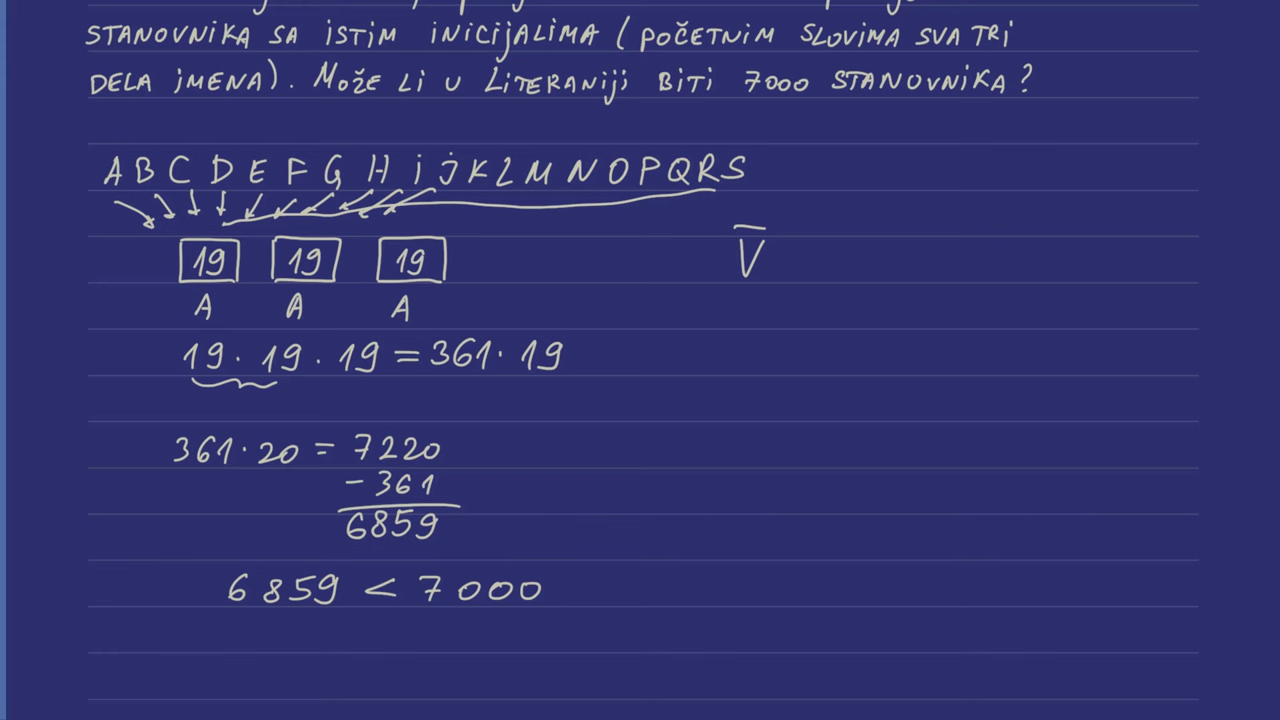 STANOVNIKA SA ISTIM INICIJALIMA (POČETNIM SLOVIMA SVA TRI
DELA IMENA). MOŽE LI U LITERANIJI BITI 7000 STANOVNIKA?
A B C D E F G H I J K L M N O P Q R S
19 19 19
V̅
A A A
19 · 19 · 19 = 361 · 19
361 · 20 = 7220
- 361
6859
6859 < 7000